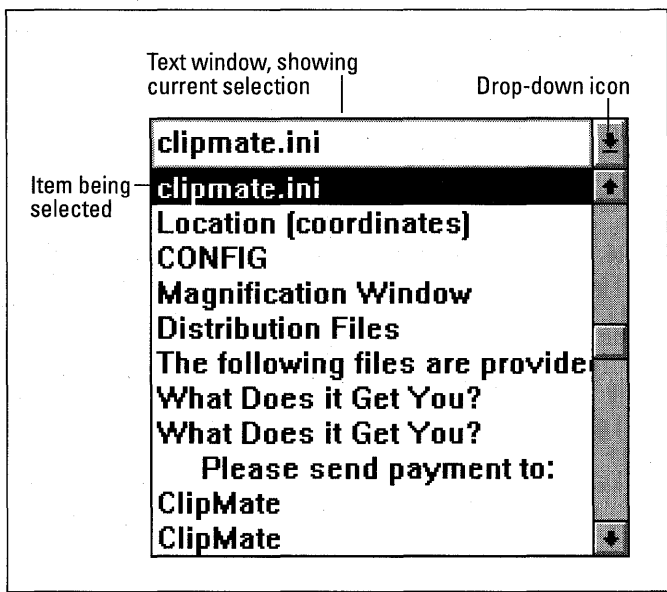 Text window, showing
current selection
Drop-down icon
clipmate.ini
Item being
selected
clipmate.ini
Location (coordinates)
CONFIG
Magnification Window
Distribution Files
The following files are provided
What Does it Get You?
What Does it Get You?
Please send payment to:
ClipMate
ClipMate